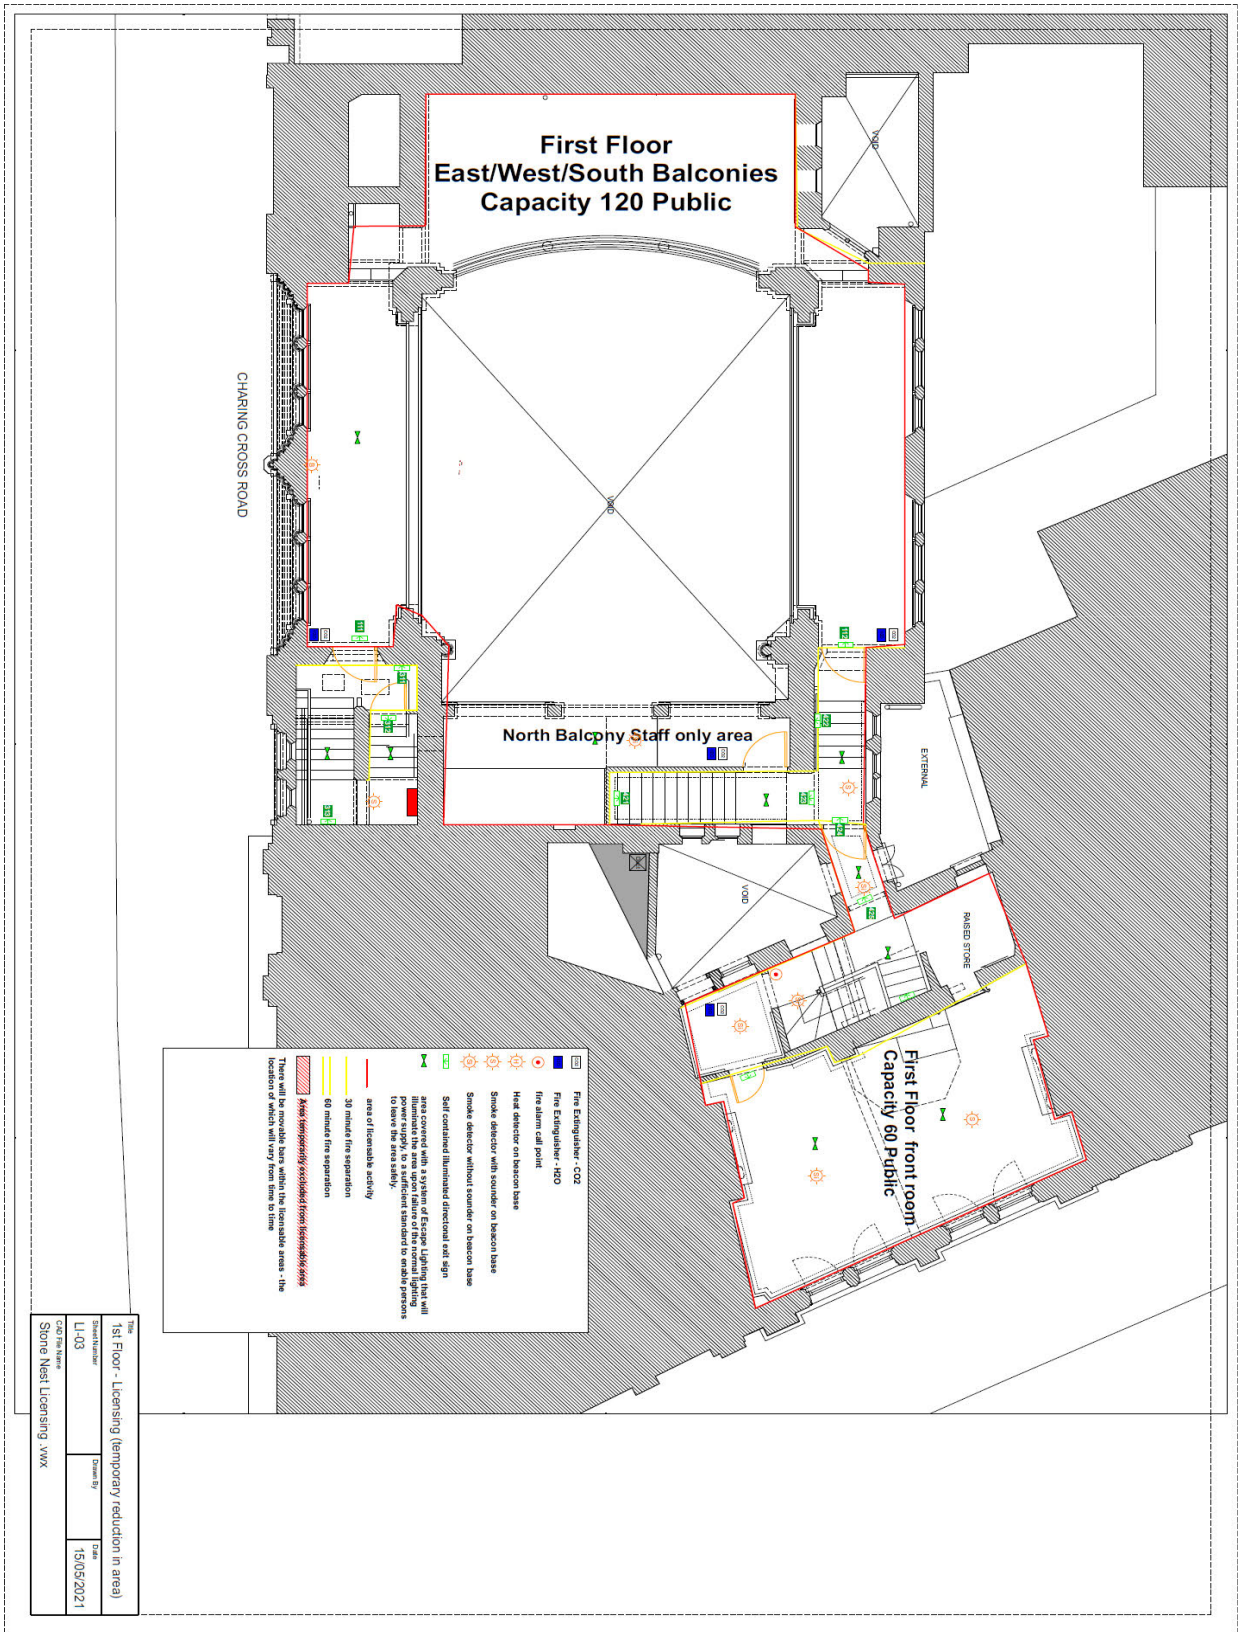 First Floor
East/West/South Balconies
Capacity 120 Public
VOID
CHARING CROSS ROAD
VOID
111
112
North Balcony Staff only area
EXTERNAL
VOID
RAISED STORE
First Floor front room
Capacity 60 Public
Fire Extinguisher - CO2
Fire Extinguisher - H2O
fire alarm call point
Heat detector on beacon base
Smoke detector with sounder on beacon base
Smoke detector without sounder on beacon base
Self contained illuminated directional exit sign
area covered with a system of Escape Lighting that will
illuminate the area upon failure of the normal lighting
power supply, to a sufficient standard to enable persons
to leave the area safely.
area of licensable activity
30 minute fire separation
60 minute fire separation
Area temporarily excluded from licensable area
There will be movable bars within the licensable areas - the
location of which will vary from time to time
Title
1st Floor - Licensing (temporary reduction in area)
Sheet Number
LI-03
Drawn By
Date
15/05/2021
CAD File Name
Stone Nest Licensing .vwx